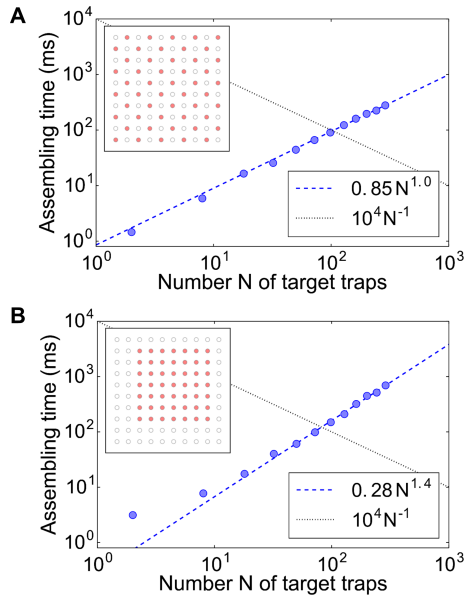 A
Assembling time (ms)
10^4
10^3
10^2
10^1
10^0
0.85N^1.0
10^4N^-1
10^0 10^1 10^2 10^3
Number N of target traps
B
Assembling time (ms)
10^4
10^3
10^2
10^1
10^0
0.28N^1.4
10^4N^-1
10^0 10^1 10^2 10^3
Number N of target traps